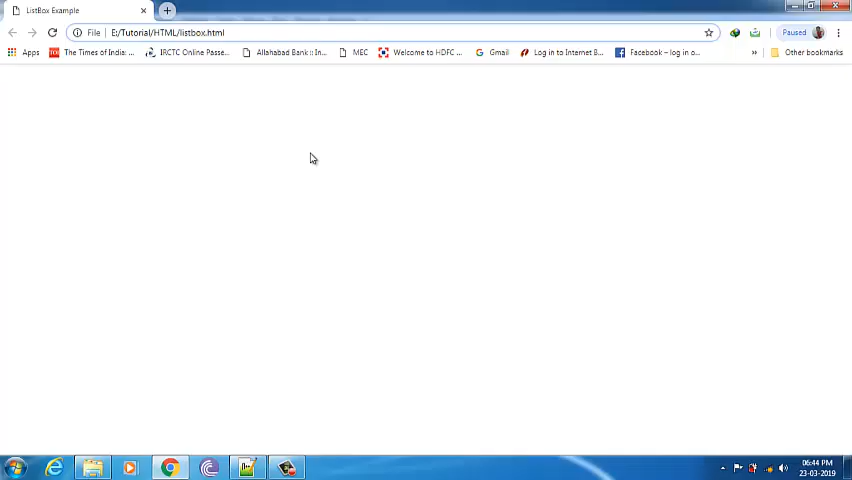 ListBox Example
File E:/Tutorial/HTML/listbox.html Paused
Apps The Times of India: ... IRCTC Online Passe... Allahabad Bank :: In... MEC Welcome to HDFC ... G Gmail Log in to Internet B... Facebook – log in o... » Other bookmarks
06:44 PM
23-03-2019